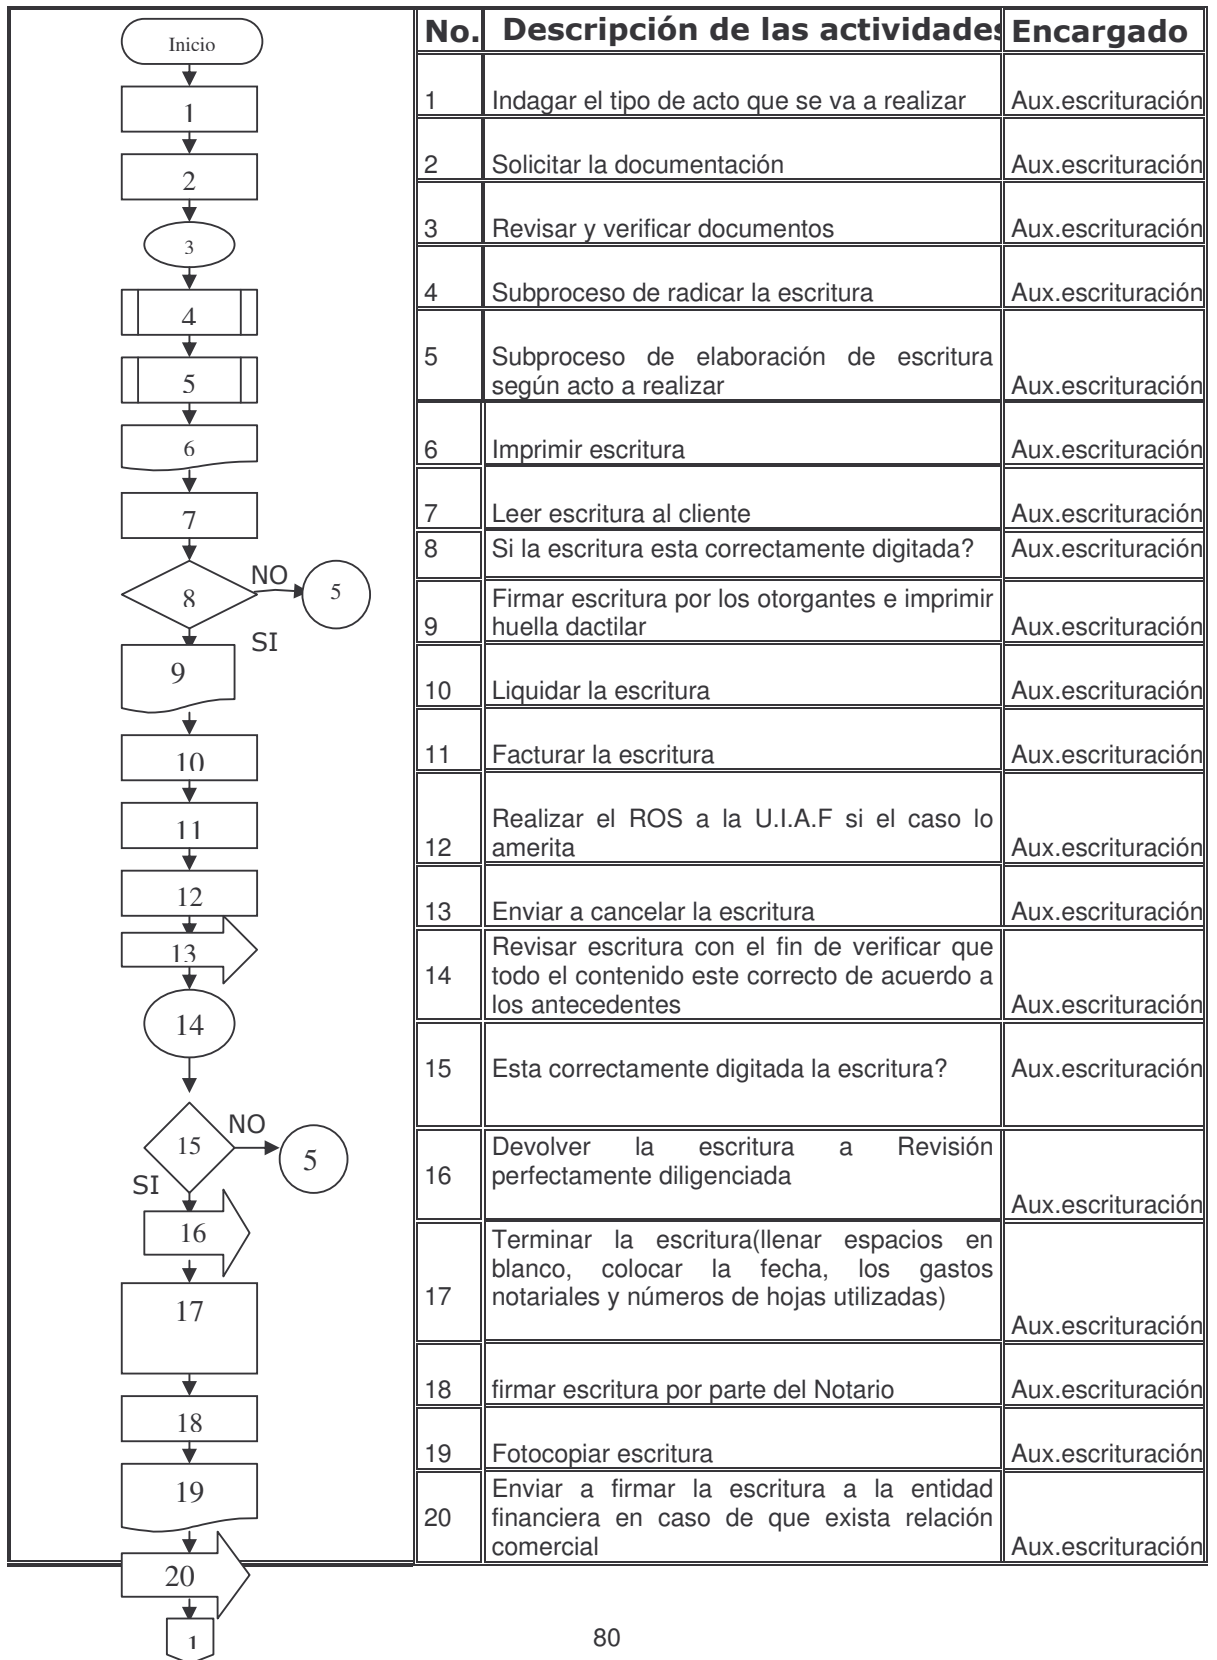 Inicio
1
2
3
4
5
6
7
8
NO
5
SI
9
10
11
12
13
14
15
NO
5
SI
16
17
18
19
20
1
No. Descripción de las actividades Encargado
1 Indagar el tipo de acto que se va a realizar Aux.escrituración
2 Solicitar la documentación Aux.escrituración
3 Revisar y verificar documentos Aux.escrituración
4 Subproceso de radicar la escritura Aux.escrituración
5 Subproceso de elaboración de escritura
según acto a realizar Aux.escrituración
6 Imprimir escritura Aux.escrituración
7 Leer escritura al cliente Aux.escrituración
8 Si la escritura esta correctamente digitada? Aux.escrituración
Firmar escritura por los otorgantes e imprimir
9 huella dactilar Aux.escrituración
10 Liquidar la escritura Aux.escrituración
11 Facturar la escritura Aux.escrituración
Realizar el ROS a la U.I.A.F si el caso lo
12 amerita Aux.escrituración
13 Enviar a cancelar la escritura Aux.escrituración
Revisar escritura con el fin de verificar que
14 todo el contenido este correcto de acuerdo a
los antecedentes Aux.escrituración
15 Esta correctamente digitada la escritura? Aux.escrituración
Devolver la escritura a Revisión
16 perfectamente diligenciada
Aux.escrituración
Terminar la escritura(llenar espacios en
blanco, colocar la fecha, los gastos
17 notariales y números de hojas utilizadas)
Aux.escrituración
18 firmar escritura por parte del Notario Aux.escrituración
19 Fotocopiar escritura Aux.escrituración
Enviar a firmar la escritura a la entidad
20 financiera en caso de que exista relación
comercial Aux.escrituración
80